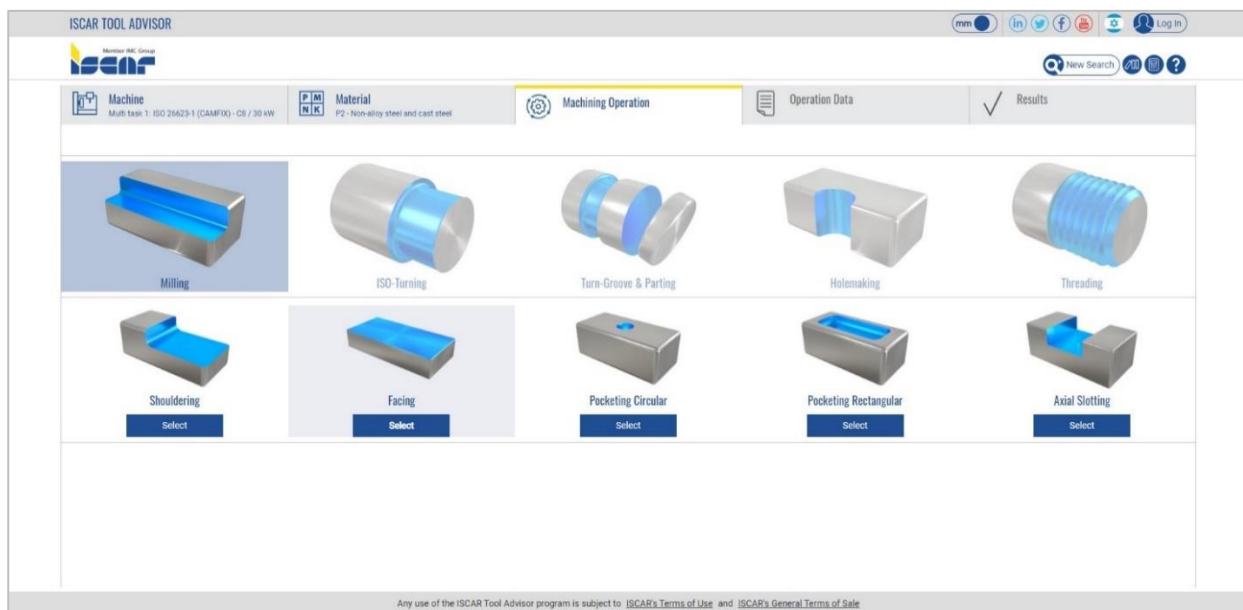 ISCAR TOOL ADVISOR
mm
in
f
Log In
Member IMC Group
iscar
New Search
?
Machine
Multi task 1: ISO 26623-1 (CAMFIX) - C8 / 30 kW
P M
N K
Material
P2 - Non-alloy steel and cast steel
Machining Operation
Operation Data
Results
Milling
ISO-Turning
Turn-Groove & Parting
Holemaking
Threading
Shouldering
Facing
Pocketing Circular
Pocketing Rectangular
Axial Slotting
Select
Select
Select
Select
Select
Any use of the ISCAR Tool Advisor program is subject to ISCAR's Terms of Use and ISCAR's General Terms of Sale